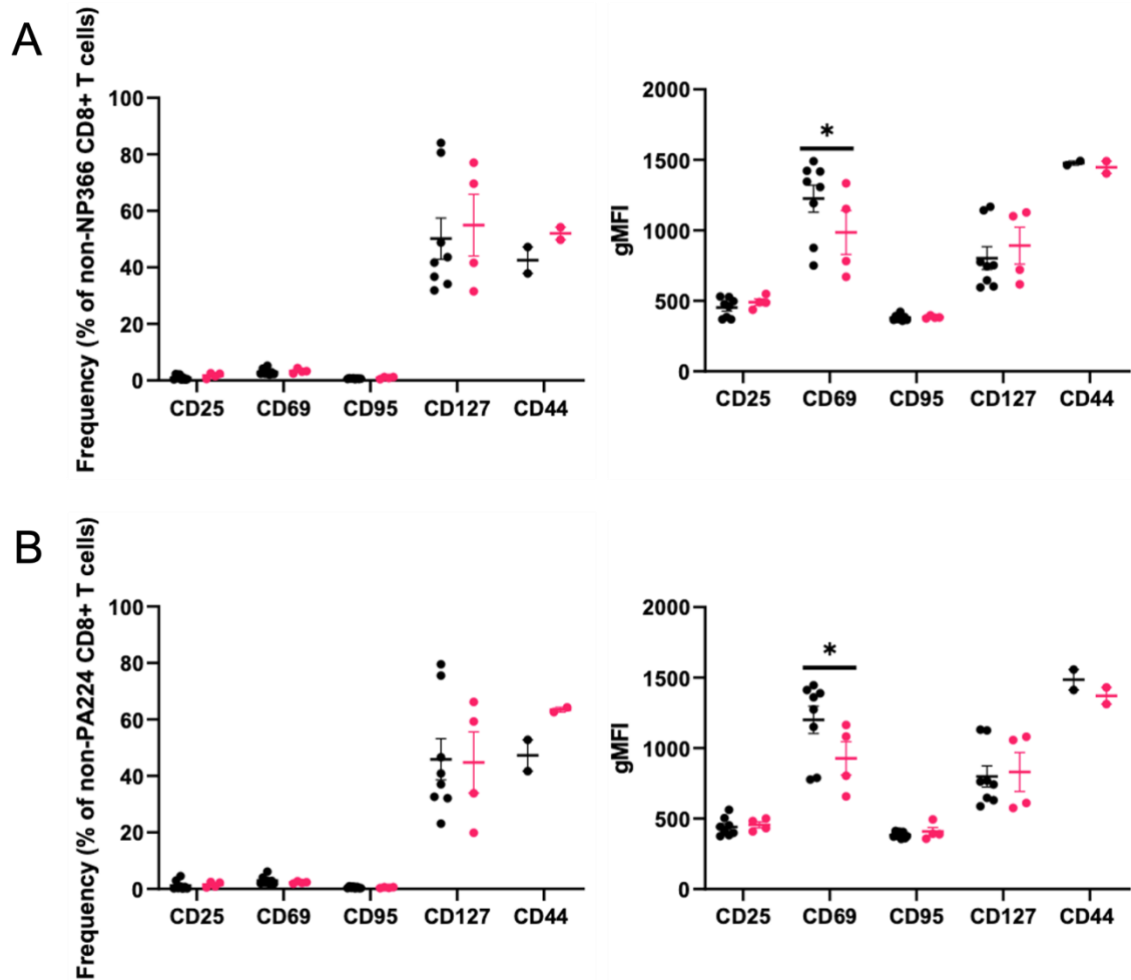 A
Frequency (% of non-NP366 CD8+ T cells)
100
80
60
40
20
0
CD25 CD69 CD95 CD127 CD44
gMFI
2000
1500
1000
500
0
*
CD25 CD69 CD95 CD127 CD44
B
Frequency (% of non-PA224 CD8+ T cells)
100
80
60
40
20
0
CD25 CD69 CD95 CD127 CD44
gMFI
2000
1500
1000
500
0
*
CD25 CD69 CD95 CD127 CD44